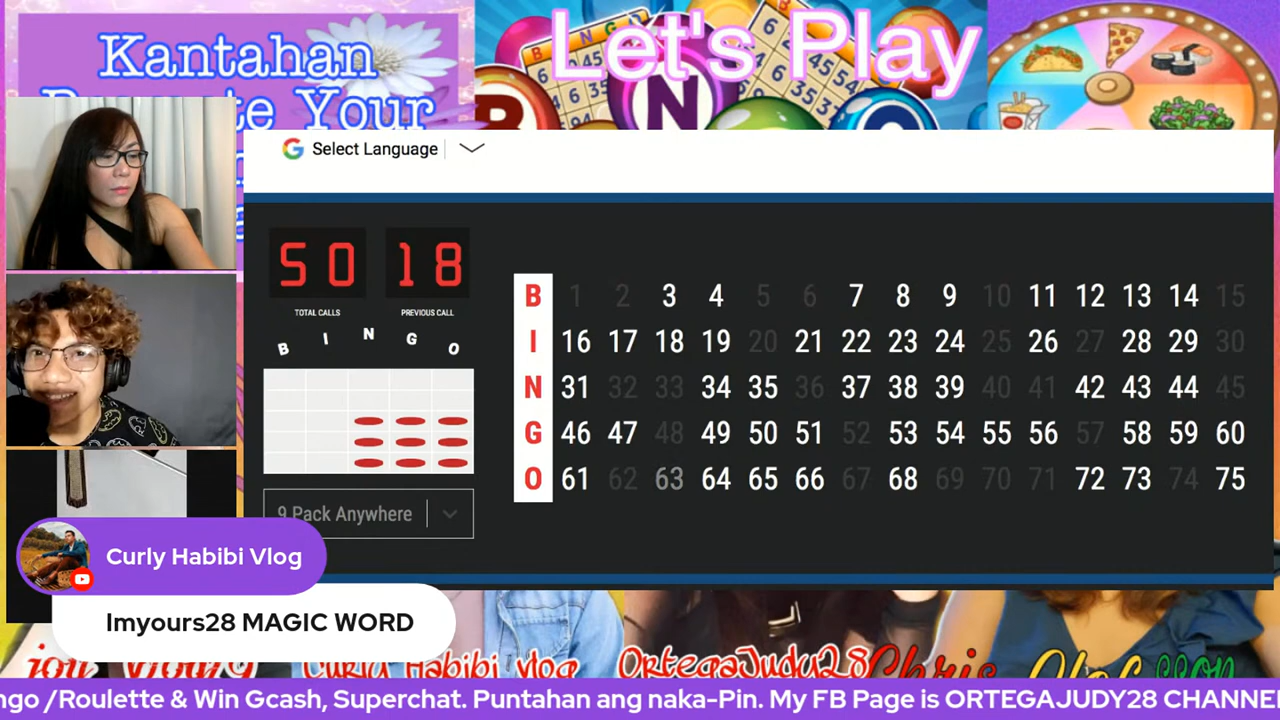 Kantahan
Let's Play
Select Language
50 18
TOTAL CALLS PREVIOUS CALL
B I N G O
B 1 2 3 4 5 6 7 8 9 10 11 12 13 14 15
I 16 17 18 19 20 21 22 23 24 25 26 27 28 29 30
N 31 32 33 34 35 36 37 38 39 40 41 42 43 44 45
G 46 47 48 49 50 51 52 53 54 55 56 57 58 59 60
O 61 62 63 64 65 66 67 68 69 70 71 72 73 74 75
9 Pack Anywhere
Curly Habibi Vlog
Imyours28 MAGIC WORD
Curly Habibi Vlog
OrtegaJudy28
Chris
ngo /Roulette & Win Gcash, Superchat. Puntahan ang naka-Pin. My FB Page is ORTEGAJUDY28 CHANNE